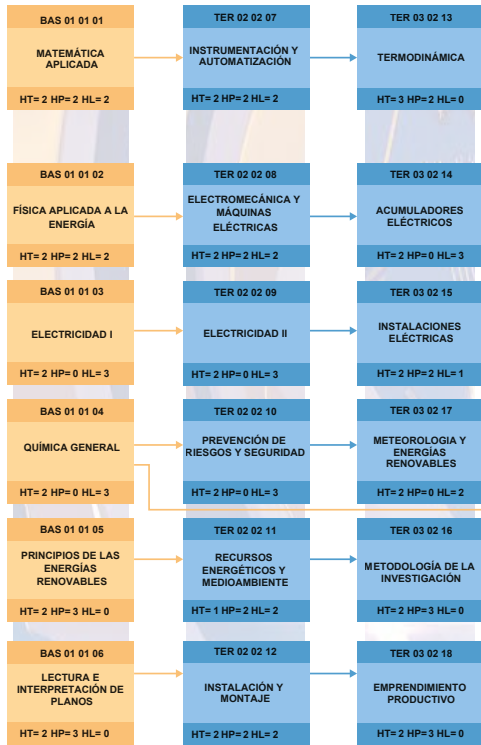 BAS 01 01 01
MATEMÁTICA
APLICADA
HT= 2 HP= 2 HL= 2
TER 02 02 07
INSTRUMENTACIÓN Y
AUTOMATIZACIÓN
HT= 2 HP= 2 HL= 2
TER 03 02 13
TERMODINÁMICA
HT= 3 HP= 2 HL= 0
BAS 01 01 02
FÍSICA APLICADA A LA
ENERGÍA
HT= 2 HP= 2 HL= 2
TER 02 02 08
ELECTROMECÁNICA Y
MÁQUINAS
ELÉCTRICAS
HT= 2 HP= 2 HL= 2
TER 03 02 14
ACUMULADORES
ELÉCTRICOS
HT= 2 HP= 0 HL= 3
BAS 01 01 03
ELECTRICIDAD I
HT= 2 HP= 0 HL= 3
TER 02 02 09
ELECTRICIDAD II
HT= 2 HP= 0 HL= 3
TER 03 02 15
INSTALACIONES
ELÉCTRICAS
HT= 2 HP= 2 HL= 1
BAS 01 01 04
QUÍMICA GENERAL
HT= 2 HP= 0 HL= 3
TER 02 02 10
PREVENCIÓN DE
RIESGOS Y SEGURIDAD
HT= 2 HP= 0 HL= 3
TER 03 02 17
METEOROLOGIA Y
ENERGÍAS
RENOVABLES
HT= 2 HP= 0 HL= 2
BAS 01 01 05
PRINCIPIOS DE LAS
ENERGÍAS
RENOVABLES
HT= 2 HP= 3 HL= 0
TER 02 02 11
RECURSOS
ENERGÉTICOS Y
MEDIOAMBIENTE
HT= 1 HP= 2 HL= 2
TER 03 02 16
METODOLOGÍA DE LA
INVESTIGACIÓN
HT= 2 HP= 3 HL= 0
BAS 01 01 06
LECTURA E
INTERPRETACIÓN DE
PLANOS
HT= 2 HP= 3 HL= 0
TER 02 02 12
INSTALACIÓN Y
MONTAJE
HT= 2 HP= 2 HL= 2
TER 03 02 18
EMPRENDIMIENTO
PRODUCTIVO
HT= 2 HP= 3 HL= 0